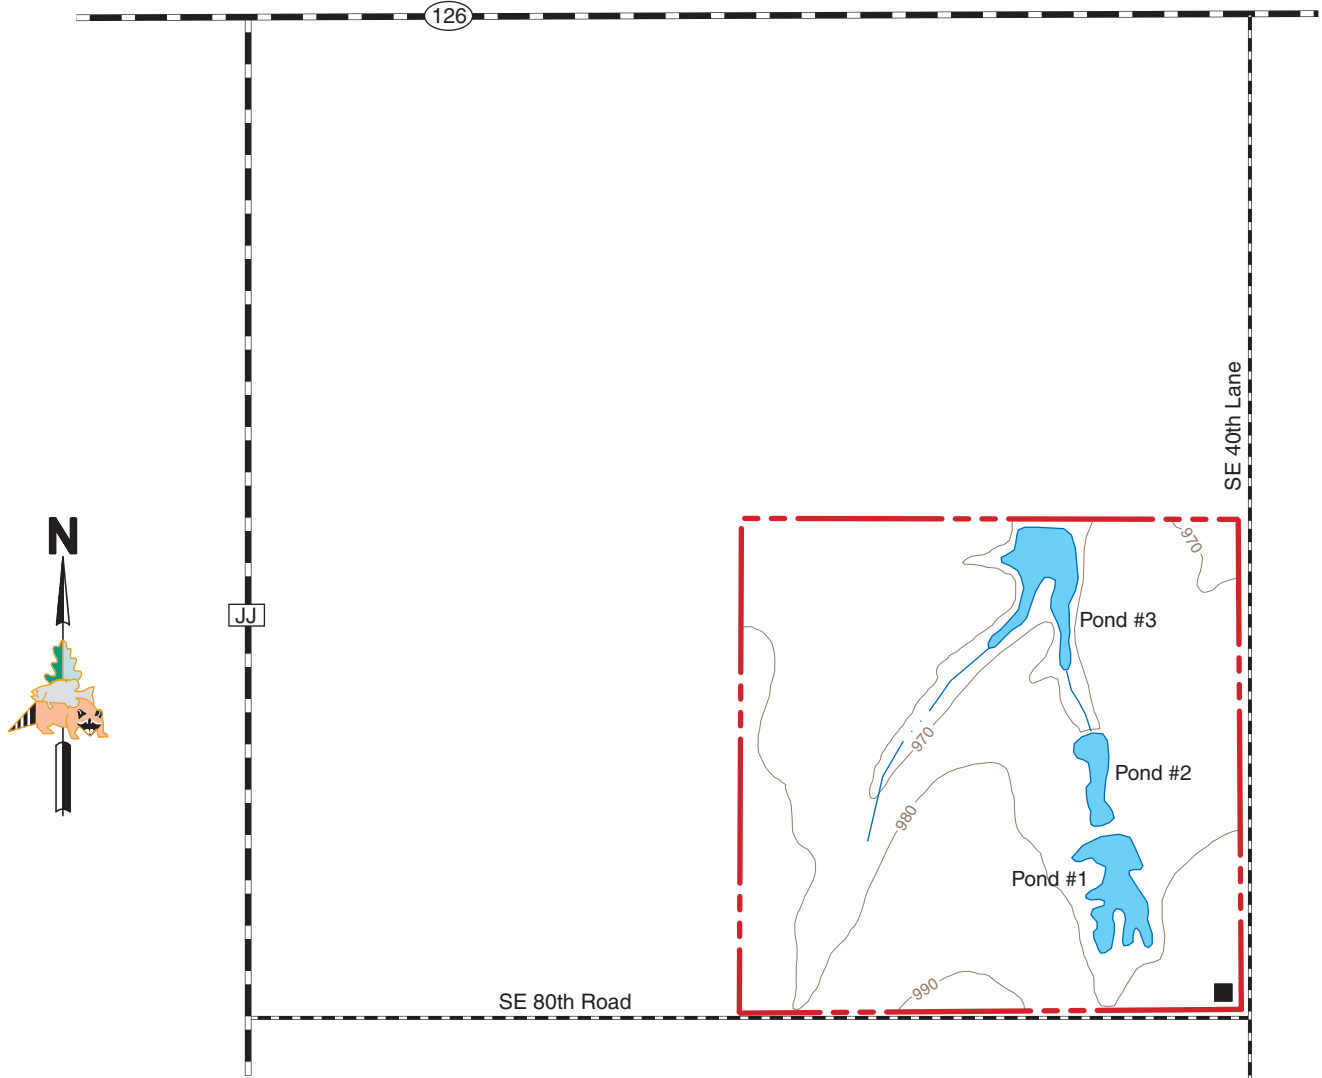 126
SE 40th Lane
N
970
JJ
Pond #3
970
Pond #2
980
Pond #1
990
SE 80th Road